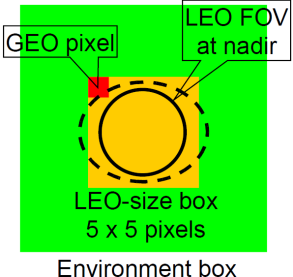 LEO FOV
at nadir
GEO pixel
LEO-size box
5 x 5 pixels
Environment box